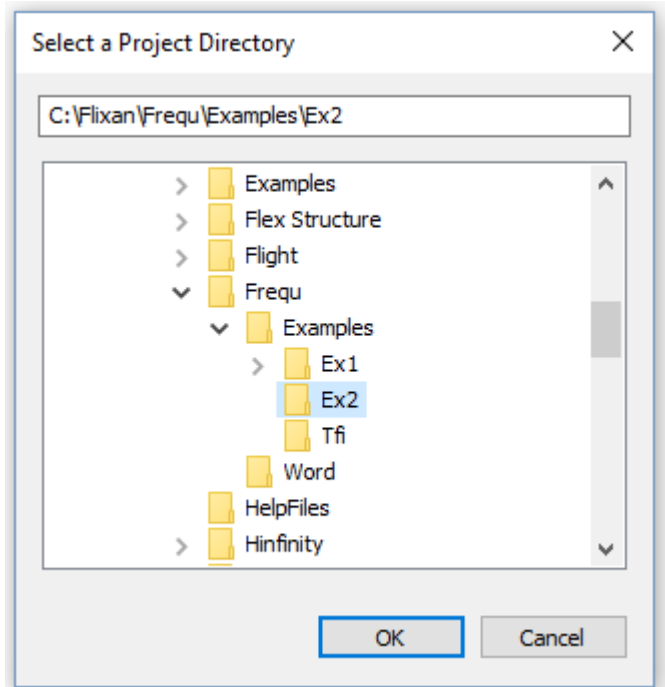 Select a Project Directory
C:\Flixan\Frequ\Examples\Ex2
Examples
Flex Structure
Flight
Frequ
Examples
Ex1
Ex2
Tfi
Word
HelpFiles
Hinfinity
OK Cancel